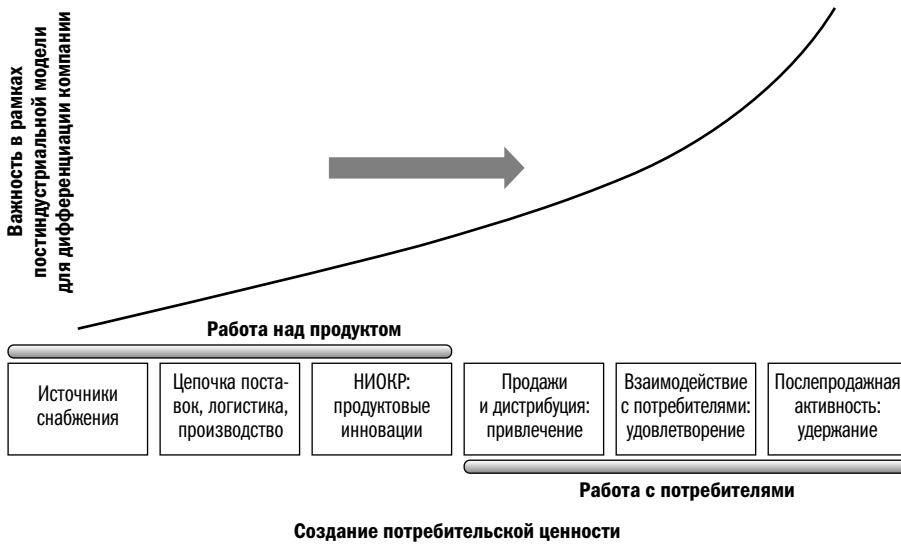 Важность в рамках
постиндустриальной модели
для дифференциации компании
Работа над продуктом
Источники
снабжения
Цепочка поста-
вок, логистика,
производство
НИОКР:
продуктовые
инновации
Продажи
и дистрибуция:
привлечение
Взаимодействие
с потребителями:
удовлетворение
Послепродажная
активность:
удержание
Работа с потребителями
Создание потребительской ценности